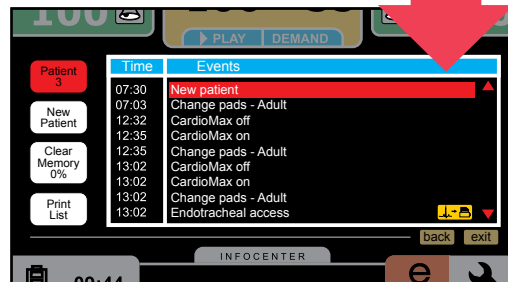 100
PLAY DEMAND
Patient
3
New
Patient
Clear
Memory
0%
Print
List
Time Events
07:30 New patient
07:03 Change pads - Adult
12:32 CardioMax off
12:35 CardioMax on
12:35 Change pads - Adult
13:02 CardioMax off
13:02 CardioMax on
13:02 Change pads - Adult
13:02 Endotracheal access
back exit
INFOCENTER
e